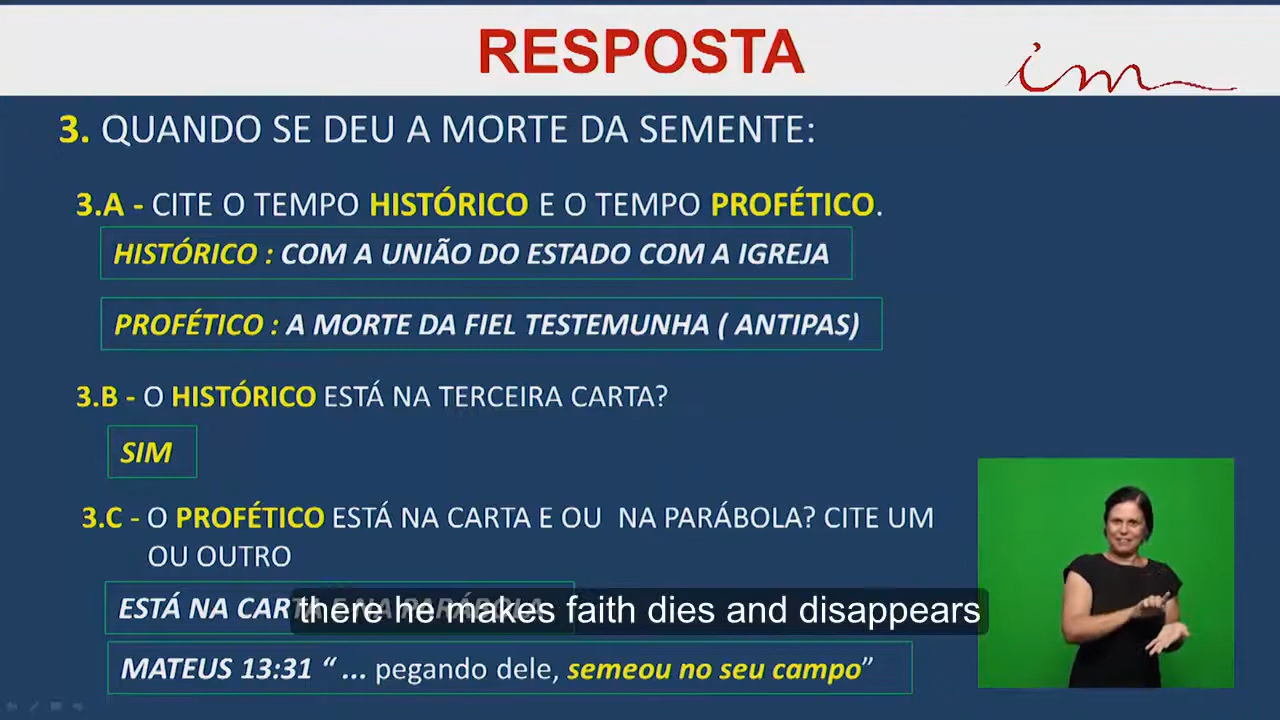 RESPOSTA
im
3. QUANDO SE DEU A MORTE DA SEMENTE:
3.A - CITE O TEMPO HISTÓRICO E O TEMPO PROFÉTICO.
HISTÓRICO : COM A UNIÃO DO ESTADO COM A IGREJA
PROFÉTICO : A MORTE DA FIEL TESTEMUNHA ( ANTIPAS)
3.B - O HISTÓRICO ESTÁ NA TERCEIRA CARTA?
SIM
3.C - O PROFÉTICO ESTÁ NA CARTA E OU NA PARÁBOLA? CITE UM
OU OUTRO
ESTÁ NA CARTA E NA PARÁBOLA
there he makes faith dies and disappears
MATEUS 13:31 “ ... pegando dele, semeou no seu campo”